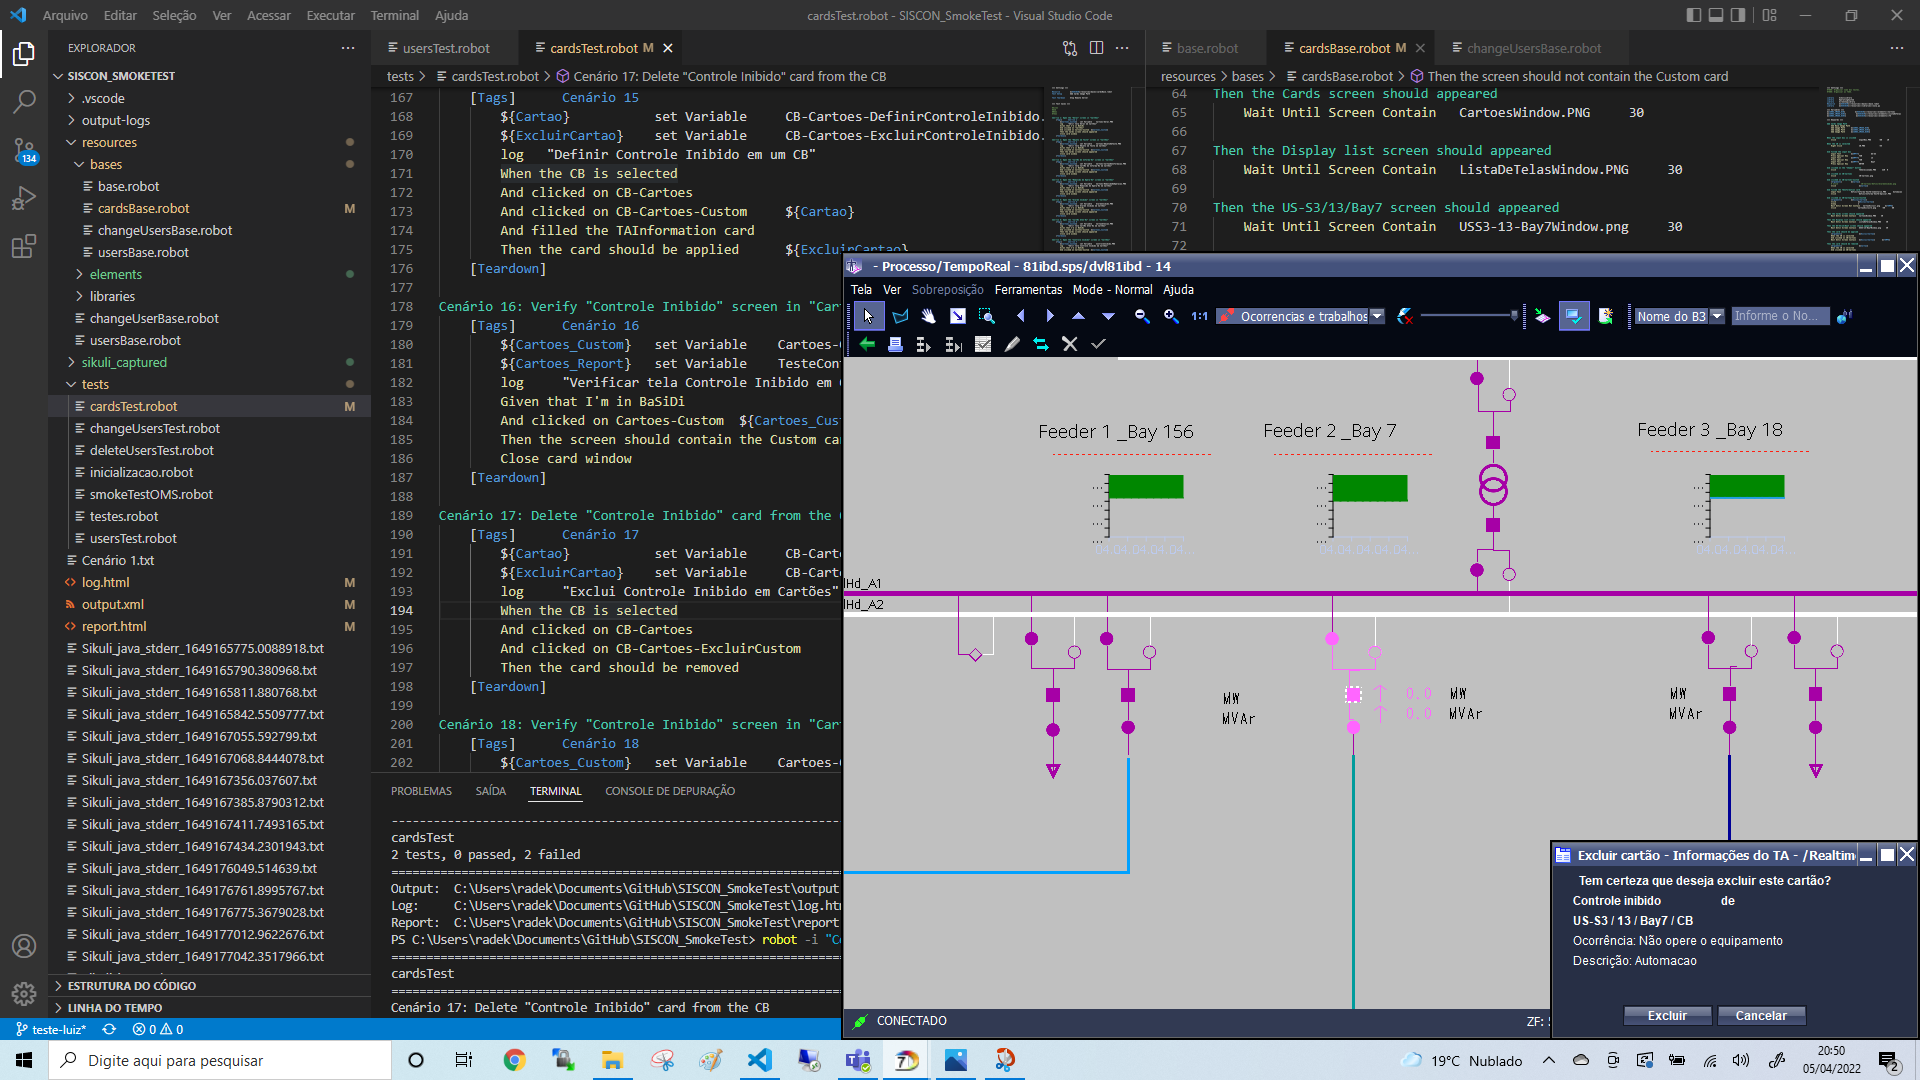 Arquivo Editar Seleção Ver Acessar Executar Terminal Ajuda
cardsTest.robot - SISCON_SmokeTest - Visual Studio Code
EXPLORADOR
SISCON_SMOKETEST
.vscode
output-logs
resources
bases
base.robot
cardsBase.robot M
changeUsersBase.robot
usersBase.robot
elements
libraries
changeUserBase.robot
usersBase.robot
sikuli_captured
tests
cardsTest.robot M
changeUsersTest.robot
deleteUsersTest.robot
inicializacao.robot
smokeTestOMS.robot
testes.robot
usersTest.robot
Cenário 1.txt
log.html M
output.xml M
report.html M
Sikuli_java_stderr_1649165775.0088918.txt
Sikuli_java_stderr_1649165790.380968.txt
Sikuli_java_stderr_1649165811.880768.txt
Sikuli_java_stderr_1649165842.5509777.txt
Sikuli_java_stderr_1649167055.592799.txt
Sikuli_java_stderr_1649167068.8444078.txt
Sikuli_java_stderr_1649167356.037607.txt
Sikuli_java_stderr_1649167385.8790312.txt
Sikuli_java_stderr_1649167411.7493165.txt
Sikuli_java_stderr_1649167434.2301943.txt
Sikuli_java_stderr_1649176049.514639.txt
Sikuli_java_stderr_1649176761.8995767.txt
Sikuli_java_stderr_1649176775.3679028.txt
Sikuli_java_stderr_1649177012.9622676.txt
Sikuli_java_stderr_1649177042.3517966.txt
ESTRUTURA DO CÓDIGO
LINHA DO TEMPO
134
usersTest.robot cardsTest.robot M
tests > cardsTest.robot > Cenário 17: Delete "Controle Inibido" card from the CB
167 [Tags] Cenário 15
168 ${Cartao} set Variable CB-Cartoes-DefinirControleInibido.
169 ${ExcluirCartao} set Variable CB-Cartoes-ExcluirControleInibido.
170 log "Definir Controle Inibido em um CB"
171 When the CB is selected
172 And clicked on CB-Cartoes
173 And clicked on CB-Cartoes-Custom ${Cartao}
174 And filled the TAInformation card
175 Then the card should be applied ${ExcluirCartao}
176 [Teardown]
177
178 Cenário 16: Verify "Controle Inibido" screen in "Car
179 [Tags] Cenário 16
180 ${Cartoes_Custom} set Variable Cartoes-
181 ${Cartoes_Report} set Variable TesteCont
182 log "Verificar tela Controle Inibido em
183 Given that I'm in BaSiDi
184 And clicked on Cartoes-Custom ${Cartoes_Cus
185 Then the screen should contain the Custom car
186 Close card window
187 [Teardown]
188
189 Cenário 17: Delete "Controle Inibido" card from the
190 [Tags] Cenário 17
191 ${Cartao} set Variable CB-Carto
192 ${ExcluirCartao} set Variable CB-Carto
193 log "Exclui Controle Inibido em Cartões"
194 When the CB is selected
195 And clicked on CB-Cartoes
196 And clicked on CB-Cartoes-ExcluirCustom
197 Then the card should be removed
198 [Teardown]
199
200 Cenário 18: Verify "Controle Inibido" screen in "Car
201 [Tags] Cenário 18
202 ${Cartoes_Custom} set Variable Cartoes-
PROBLEMAS SAÍDA TERMINAL CONSOLE DE DEPURAÇÃO
cardsTest
2 tests, 0 passed, 2 failed
Output: C:\Users\radek\Documents\GitHub\SISCON_SmokeTest\output
Log: C:\Users\radek\Documents\GitHub\SISCON_SmokeTest\log.ht
Report: C:\Users\radek\Documents\GitHub\SISCON_SmokeTest\report
PS C:\Users\radek\Documents\GitHub\SISCON_SmokeTest> robot -i "Ce
cardsTest
Cenário 17: Delete "Controle Inibido" card from the CB
base.robot cardsBase.robot M changeUsersBase.robot
resources > bases > cardsBase.robot > Then the screen should not contain the Custom card
64 Then the Cards screen should appeared
65 Wait Until Screen Contain CartoesWindow.PNG 30
66
67 Then the Display list screen should appeared
68 Wait Until Screen Contain ListaDeTelasWindow.PNG 30
69
70 Then the US-S3/13/Bay7 screen should appeared
71 Wait Until Screen Contain USS3-13-Bay7Window.png 30
72
- Processo/TempoReal - 81ibd.sps/dvl81ibd - 14
Tela Ver Sobreposição Ferramentas Mode - Normal Ajuda
1:1 Ocorrencias e trabalhos Nome do B3 Informe o No...
Feeder 1 _Bay 156 Feeder 2 _Bay 7 Feeder 3 _Bay 18
04.04..04.04.04... 04.04..04.04.04... 04.04..04.04.04...
lHd_A1
lHd_A2
MW 0.0 MW MW
MVAr 0.0 MVAr MVAr
CONECTADO
ZF:
Excluir cartão - Informações do TA - /Realtim
Tem certeza que deseja excluir este cartão?
Controle inibido de
US-S3 / 13 / Bay7 / CB
Ocorrência: Não opere o equipamento
Descrição: Automacao
Excluir Cancelar
teste-luiz* 0 0
Digite aqui para pesquisar
19°C Nublado
20:50
05/04/2022
2